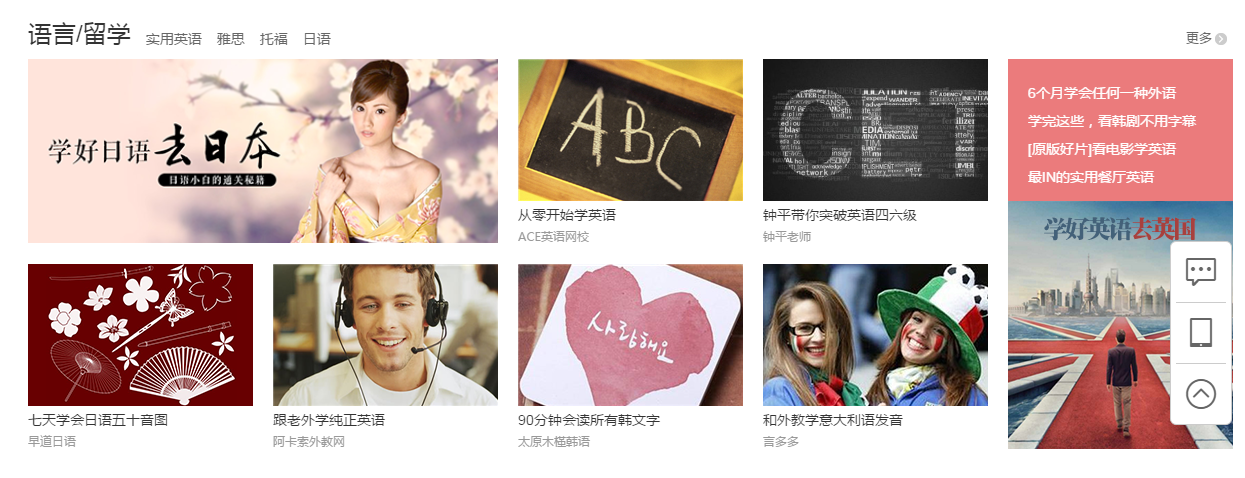 语言/留学 实用英语 雅思 托福 日语
更多
学好日语去日本
日语小白的通关秘籍
ABC
从零开始学英语
ACE英语网校
CET
钟平带你突破英语四六级
钟平老师
6个月学会任何一种外语
学完这些，看韩剧不用字幕
[原版好片]看电影学英语
最IN的实用餐厅英语
学好英语去英国
七天学会日语五十音图
早道日语
跟老外学纯正英语
阿卡索外教网
사랑해요
90分钟会读所有韩文字
太原木槿韩语
和外教学意大利语发音
言多多